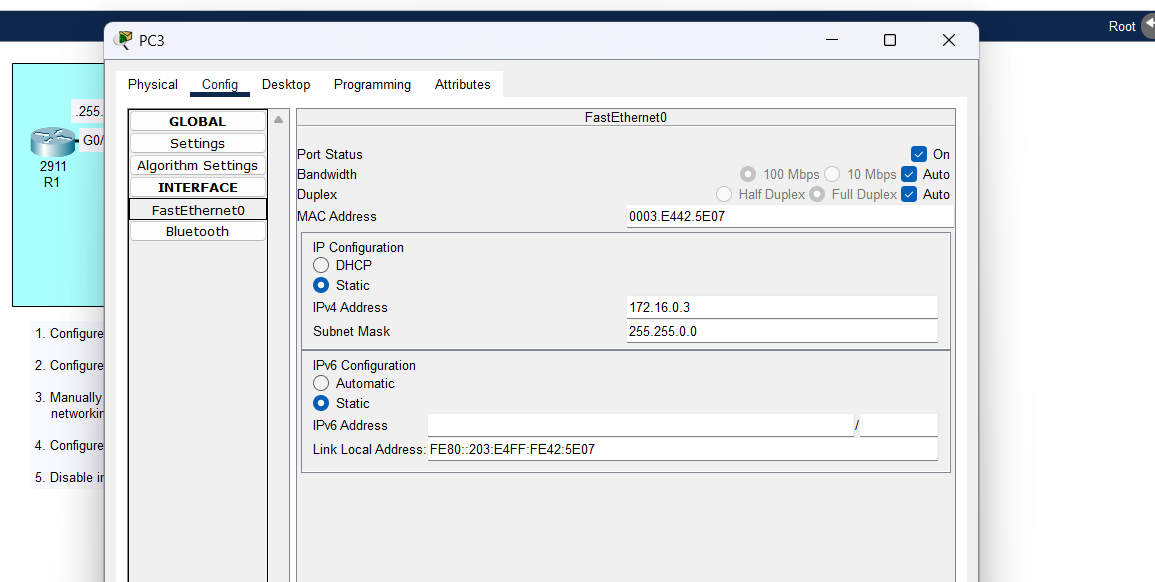 Root
PC3
Physical Config Desktop Programming Attributes
.255.
G0/
2911
R1
GLOBAL
Settings
Algorithm Settings
INTERFACE
FastEthernet0
Bluetooth
FastEthernet0
Port Status On
Bandwidth 100 Mbps 10 Mbps Auto
Duplex Half Duplex Full Duplex Auto
MAC Address 0003.E442.5E07
IP Configuration
DHCP
Static
IPv4 Address 172.16.0.3
Subnet Mask 255.255.0.0
IPv6 Configuration
Automatic
Static
IPv6 Address /
Link Local Address: FE80::203:E4FF:FE42:5E07
1. Configure
2. Configure
3. Manually
networkin
4. Configure
5. Disable in